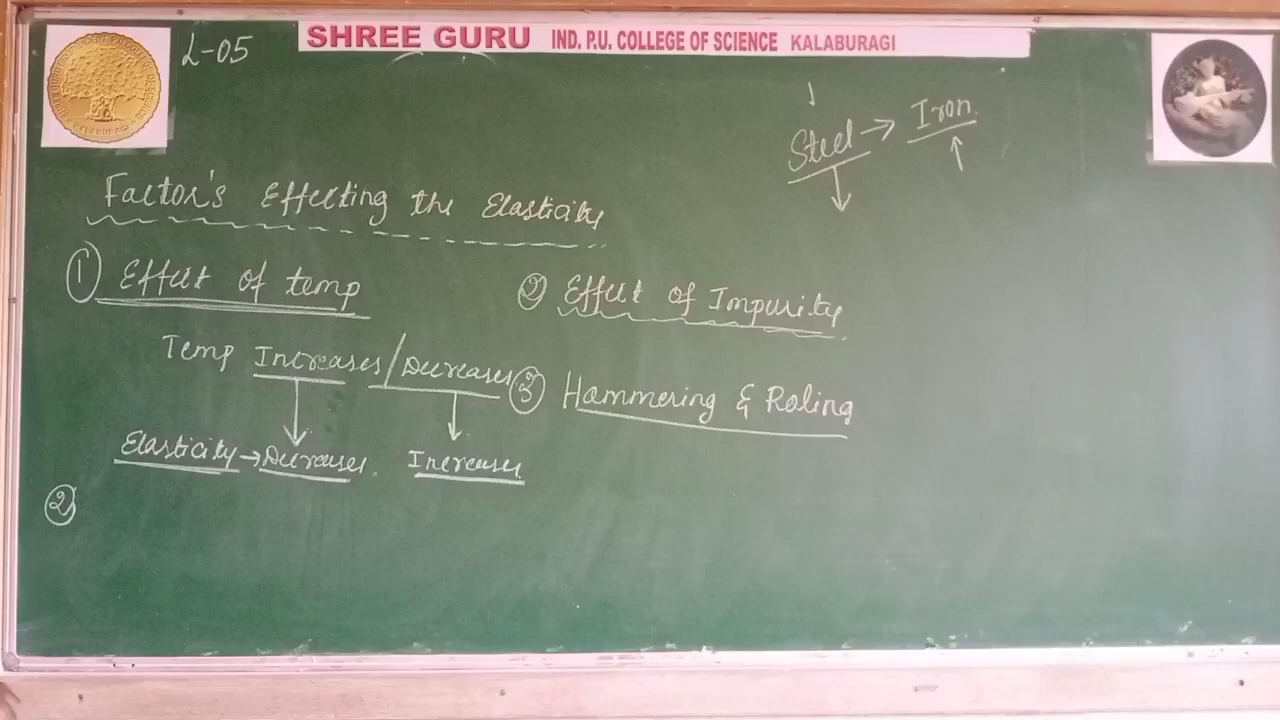 SHREE GURU IND. P.U. COLLEGE OF SCIENCE KALABURAGI
L-05
Steel → Iron.
Factor's Effecting the Elasticity
① Effect of temp
② Effect of Impurity
Temp Increases/Decreases
③ Hammering & Roling
Elasticity → Decreases. Increases.
②